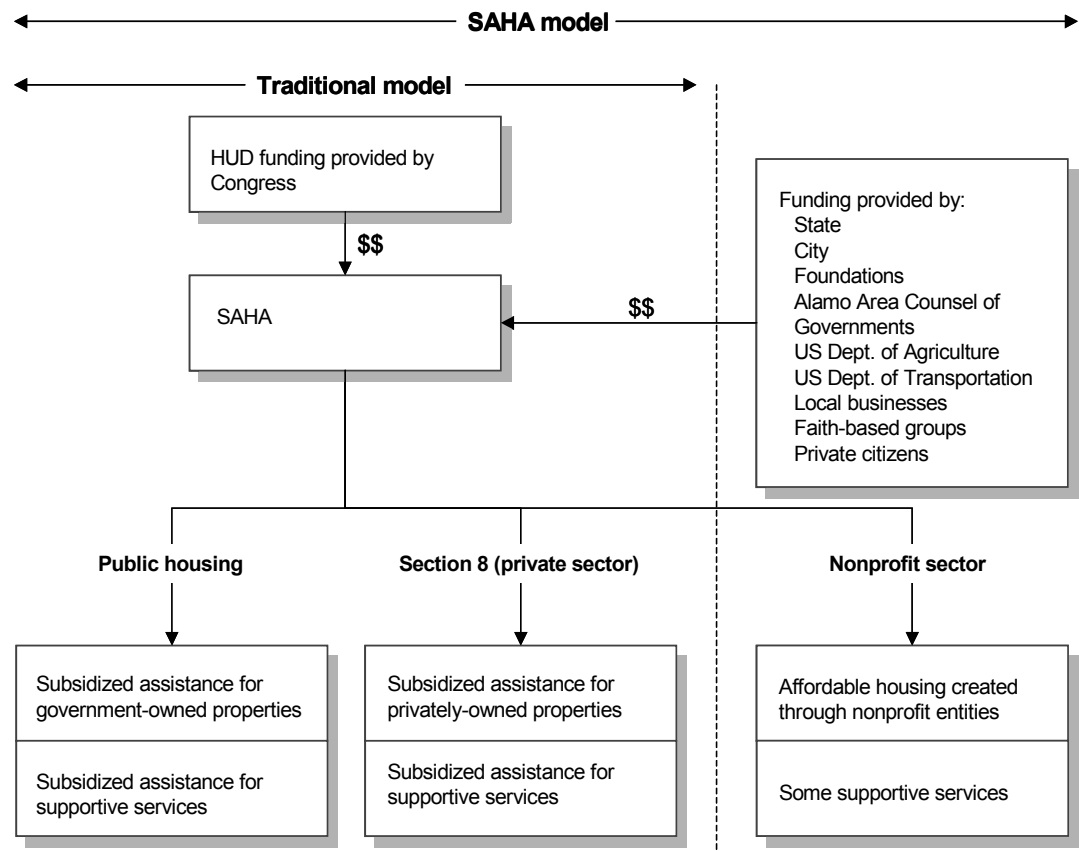 SAHA model
Traditional model
HUD funding provided by
Congress
$$
SAHA
$$
Funding provided by:
State
City
Foundations
Alamo Area Counsel of
Governments
US Dept. of Agriculture
US Dept. of Transportation
Local businesses
Faith-based groups
Private citizens
Public housing
Section 8 (private sector)
Nonprofit sector
Subsidized assistance for
government-owned properties
Subsidized assistance for
supportive services
Subsidized assistance for
privately-owned properties
Subsidized assistance for
supportive services
Affordable housing created
through nonprofit entities
Some supportive services